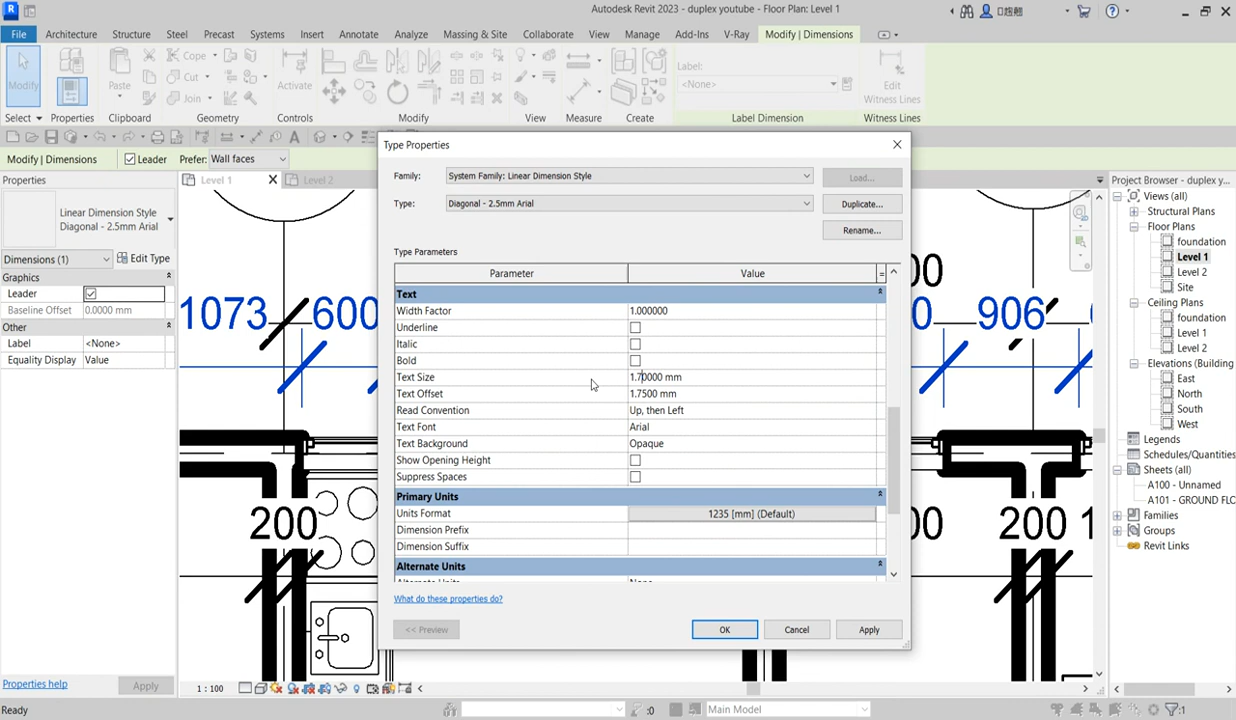 Autodesk Revit 2023 - duplex youtube - Floor Plan: Level 1
File Architecture Structure Steel Precast Systems Insert Annotate Analyze Massing & Site Collaborate View Manage Add-Ins V-Ray Modify | Dimensions
Modify Paste Cope Cut Join Activate Label: <None> Edit Witness Lines
Select Properties Clipboard Geometry Controls Modify View Measure Create Label Dimension Witness Lines
Modify | Dimensions Leader Prefer: Wall faces
Properties
Linear Dimension Style
Diagonal - 2.5mm Arial
Dimensions (1) Edit Type
Graphics
Leader
Baseline Offset 0.0000 mm
Other
Label <None>
Equality Display Value
Properties help Apply
Level 1 Level 2
1073 600
200
00
0 906
00 200 1
Type Properties
Family: System Family: Linear Dimension Style Load...
Type: Diagonal - 2.5mm Arial Duplicate...
Rename...
Type Parameters
Parameter Value =
Text
Width Factor 1.000000
Underline
Italic
Bold
Text Size 1.70000 mm
Text Offset 1.7500 mm
Read Convention Up, then Left
Text Font Arial
Text Background Opaque
Show Opening Height
Suppress Spaces
Primary Units
Units Format 1235 [mm] (Default)
Dimension Prefix
Dimension Suffix
Alternate Units
Alternate Units None
What do these properties do?
<< Preview OK Cancel Apply
Project Browser - duplex y...
Views (all)
Structural Plans
Floor Plans
foundation
Level 1
Level 2
Site
Ceiling Plans
foundation
Level 1
Level 2
Elevations (Building
East
North
South
West
Legends
Schedules/Quantities
Sheets (all)
A100 - Unnamed
A101 - GROUND FLC
Families
Groups
Revit Links
1 : 100
Ready :0 Main Model :1